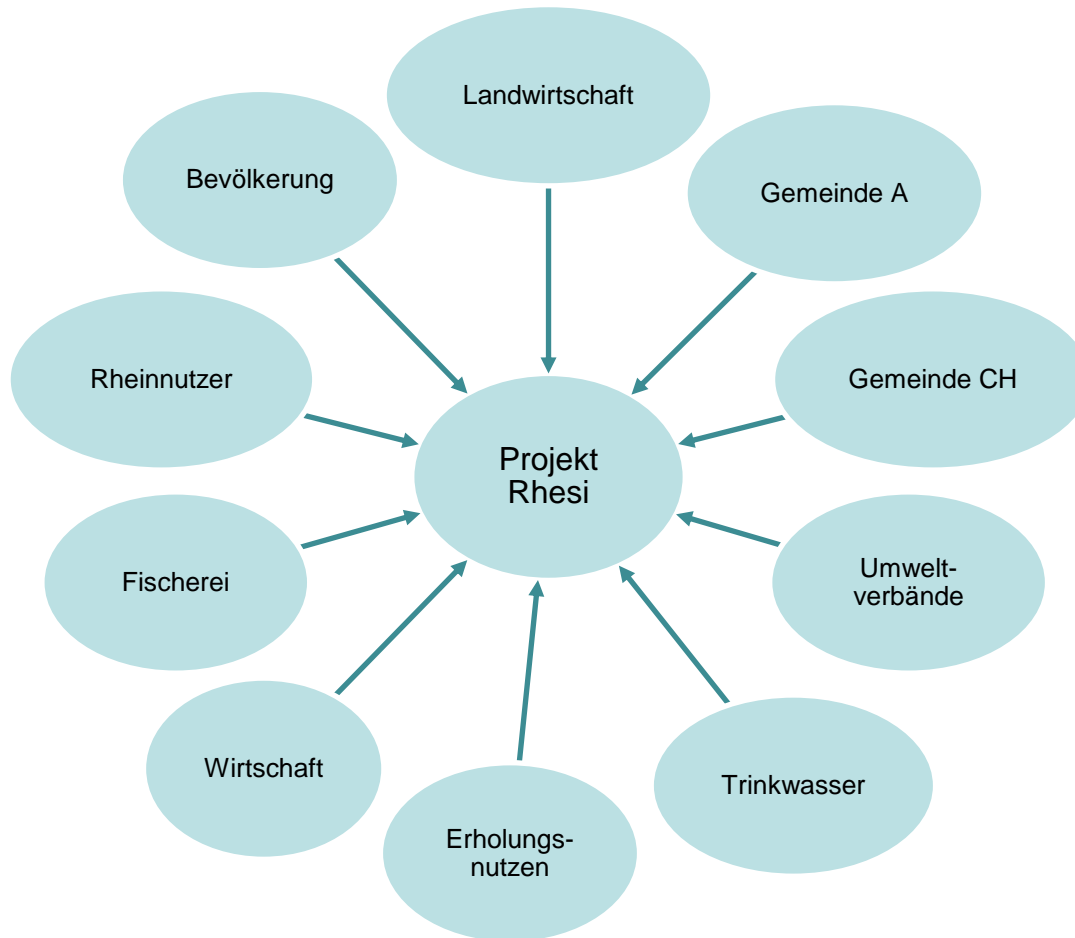 Landwirtschaft
Bevölkerung
Gemeinde A
Rheinnutzer
Gemeinde CH
Projekt
Rhesi
Fischerei
Umwelt-
verbände
Wirtschaft
Trinkwasser
Erholungs-
nutzen